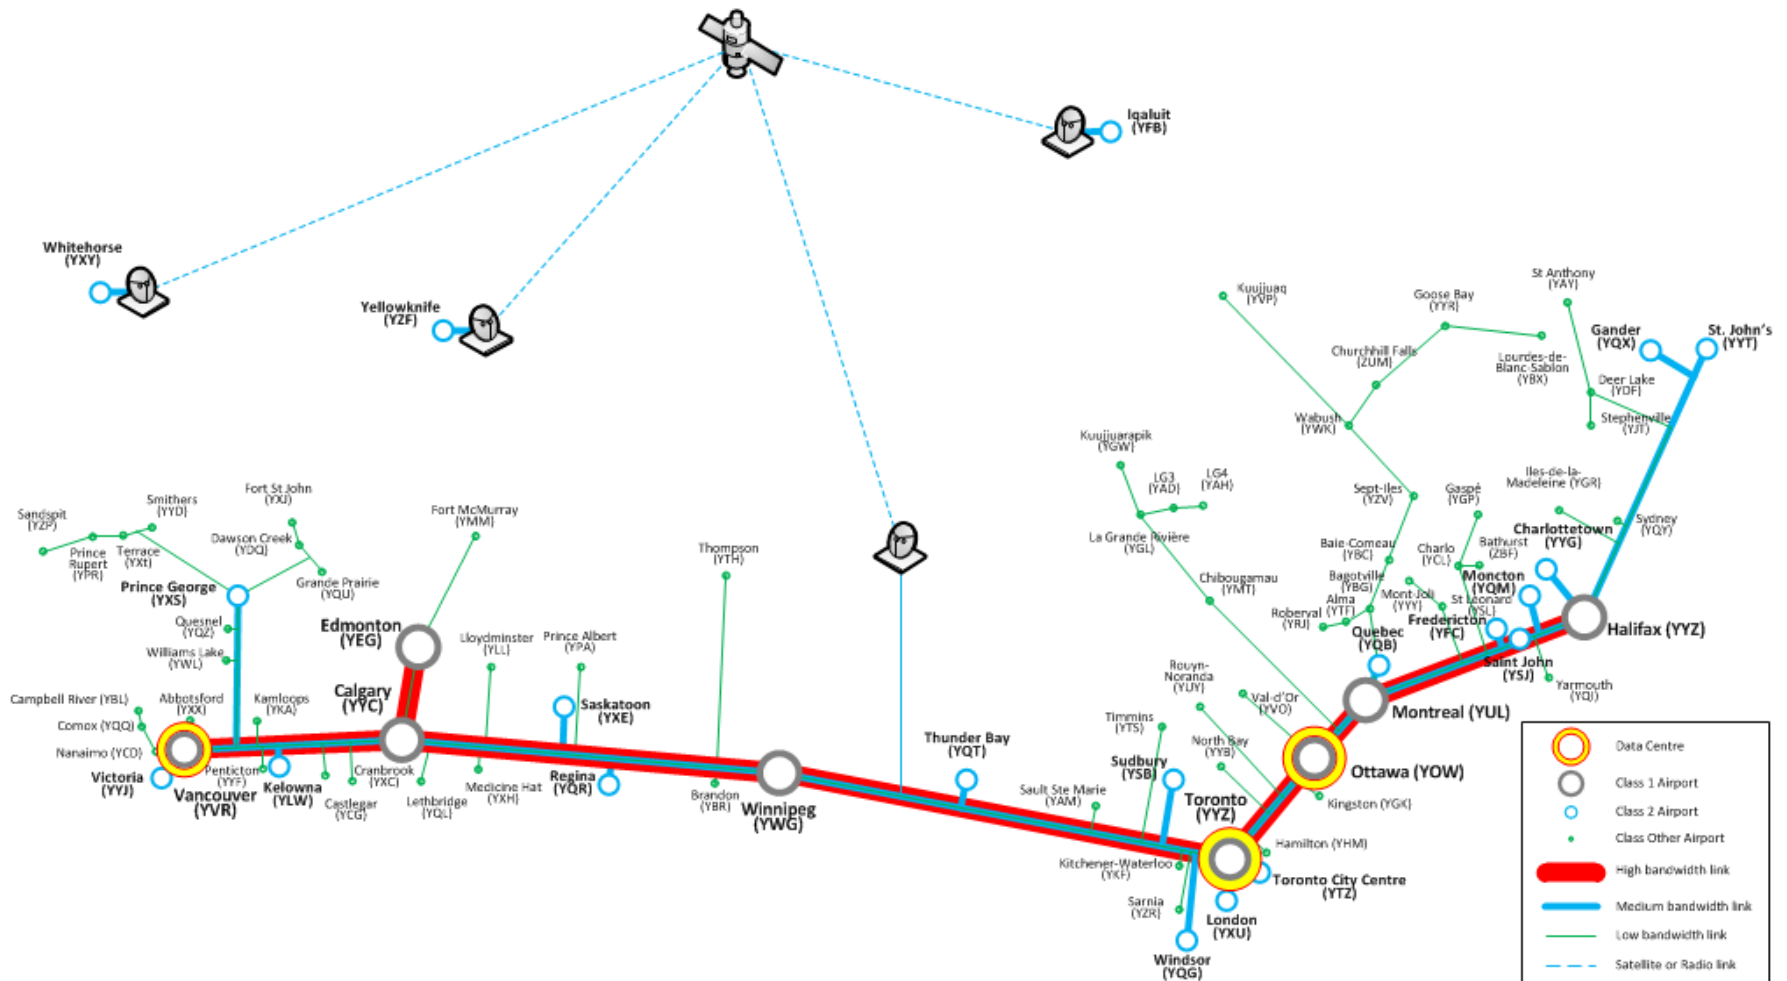 Iqaluit
(YFB)
Whitehorse
(YXY)
Yellowknife
(YZF)
Kuujjuaq
(YVP)
Goose Bay
(YYR)
St Anthony
(YAY)
Gander
(YQX)
St. John's
(YYT)
Churchhill Falls
(ZUM)
Lourdes-de-
Blanc-Sablon
(YBX)
Deer Lake
(YDF)
Stephenville
(YJT)
Wabush
(YWK)
Kuujjuarapik
(YGW)
LG3
(YAD)
LG4
(YAH)
La Grande Rivière
(YGL)
Chibougamau
(YMT)
Sept-Iles
(YZV)
Gaspé
(YGP)
Iles-de-la-
Madeleine (YGR)
Sydney
(YQY)
Charlottetown
(YYG)
Baie-Comeau
(YBC)
Charlo
(YCL)
Bathurst
(ZBF)
Bagotville
(YBG)
Mont-Joli
(YYY)
Moncton
(YQM)
St Leonard
(YSL)
Alma
(YTF)
Roberval
(YRJ)
Quebec
(YQB)
Fredericton
(YFC)
Saint John
(YSJ)
Halifax (YYZ)
Yarmouth
(YQI)
Montreal (YUL)
Sandspit
(YZP)
Smithers
(YYD)
Prince
Rupert
(YPR)
Terrace
(YXt)
Fort St John
(YXJ)
Dawson Creek
(YDQ)
Grande Prairie
(YQU)
Prince George
(YXS)
Quesnel
(YQZ)
Williams Lake
(YWL)
Fort McMurray
(YMM)
Edmonton
(YEG)
Lloydminster
(YLL)
Prince Albert
(YPA)
Thompson
(YTH)
Campbell River (YBL)
Comox (YQQ)
Nanaimo (YCD)
Abbotsford
(YXX)
Kamloops
(YKA)
Calgary
(YYC)
Saskatoon
(YXE)
Victoria
(YYJ)
Vancouver
(YVR)
Penticton
(YYF)
Kelowna
(YLW)
Castlegar
(YCG)
Cranbrook
(YXC)
Lethbridge
(YQL)
Medicine Hat
(YXH)
Regina
(YQR)
Brandon
(YBR)
Winnipeg
(YWG)
Thunder Bay
(YQT)
Sault Ste Marie
(YAM)
Timmins
(YTS)
Sudbury
(YSB)
Rouyn-
Noranda
(YUY)
Val-d'Or
(YVO)
North Bay
(YYB)
Ottawa (YOW)
Kingston (YGK)
Toronto
(YYZ)
Hamilton (YHM)
Kitchener-Waterloo
(YKF)
Toronto City Centre
(YTZ)
Sarnia
(YZR)
London
(YXU)
Windsor
(YQG)
Data Centre
Class 1 Airport
Class 2 Airport
Class Other Airport
High bandwidth link
Medium bandwidth link
Low bandwidth link
Satellite or Radio link